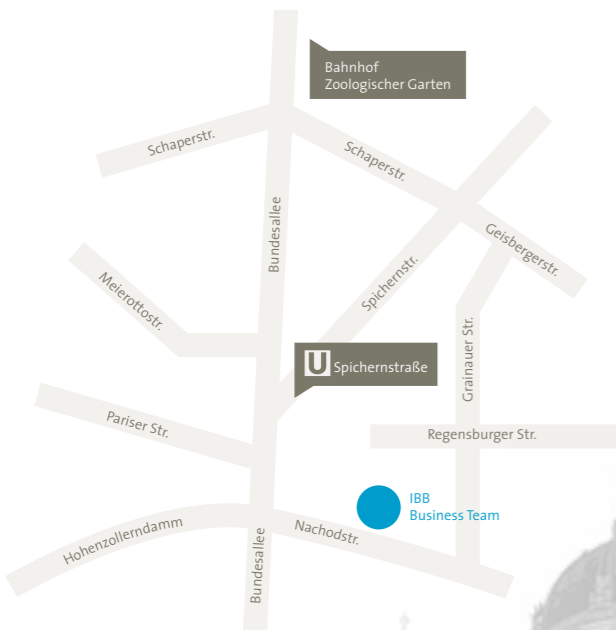 Bahnhof
Zoologischer Garten
Schaperstr.
Schaperstr.
Bundesallee
Geisbergerstr.
Spichernstr.
Meierottostr.
Grainauer Str.
U Spichernstraße
Pariser Str.
Regensburger Str.
IBB
Business Team
Hohenzollerndamm
Nachodstr.
Bundesallee